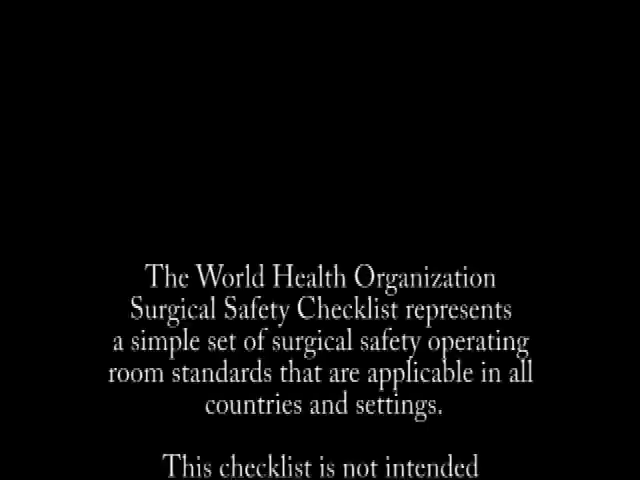 The World Health Organization
Surgical Safety Checklist represents
a simple set of surgical safety operating
room standards that are applicable in all
countries and settings.
This checklist is not intended